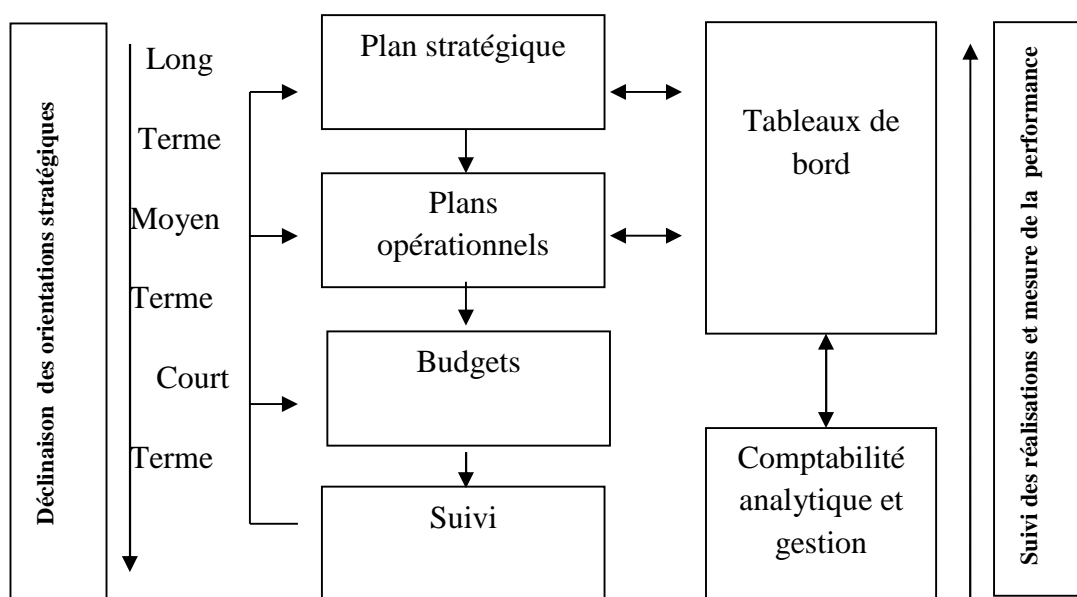 Déclinaison des orientations stratégiques
Long
Terme
Moyen
Terme
Court
Terme
Plan stratégique
Plans
opérationnels
Budgets
Suivi
Tableaux de
bord
Comptabilité
analytique et
gestion
Suivi des réalisations et mesure de la performance